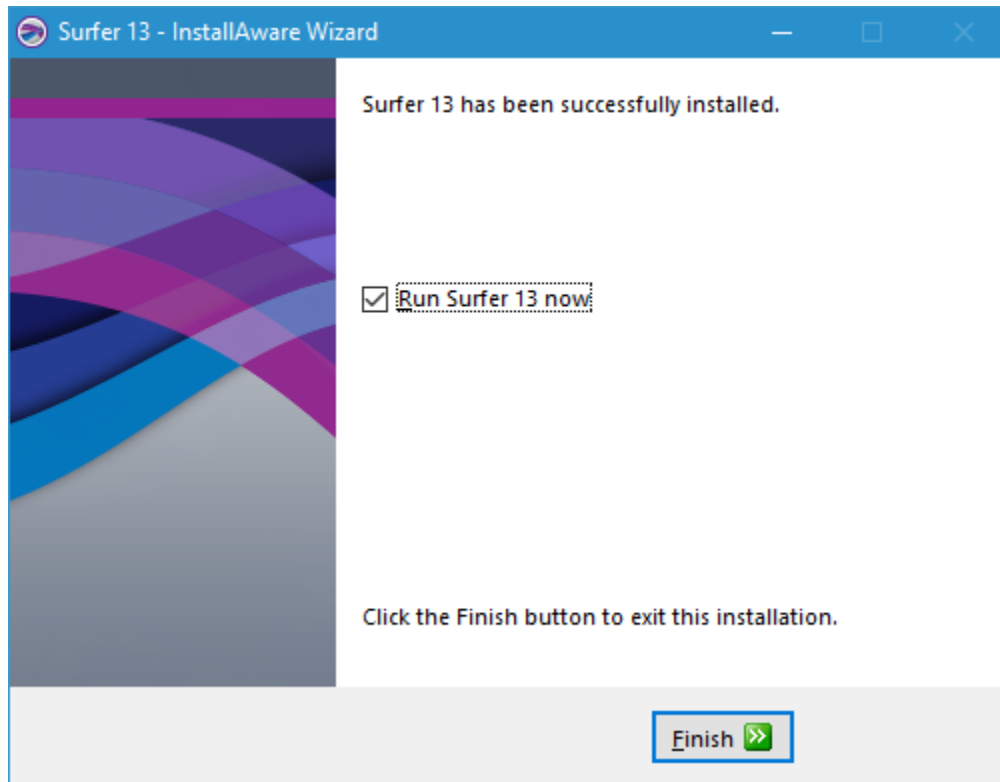 Surfer 13 - InstallAware Wizard
Surfer 13 has been successfully installed.
Run Surfer 13 now
Click the Finish button to exit this installation.
Finish